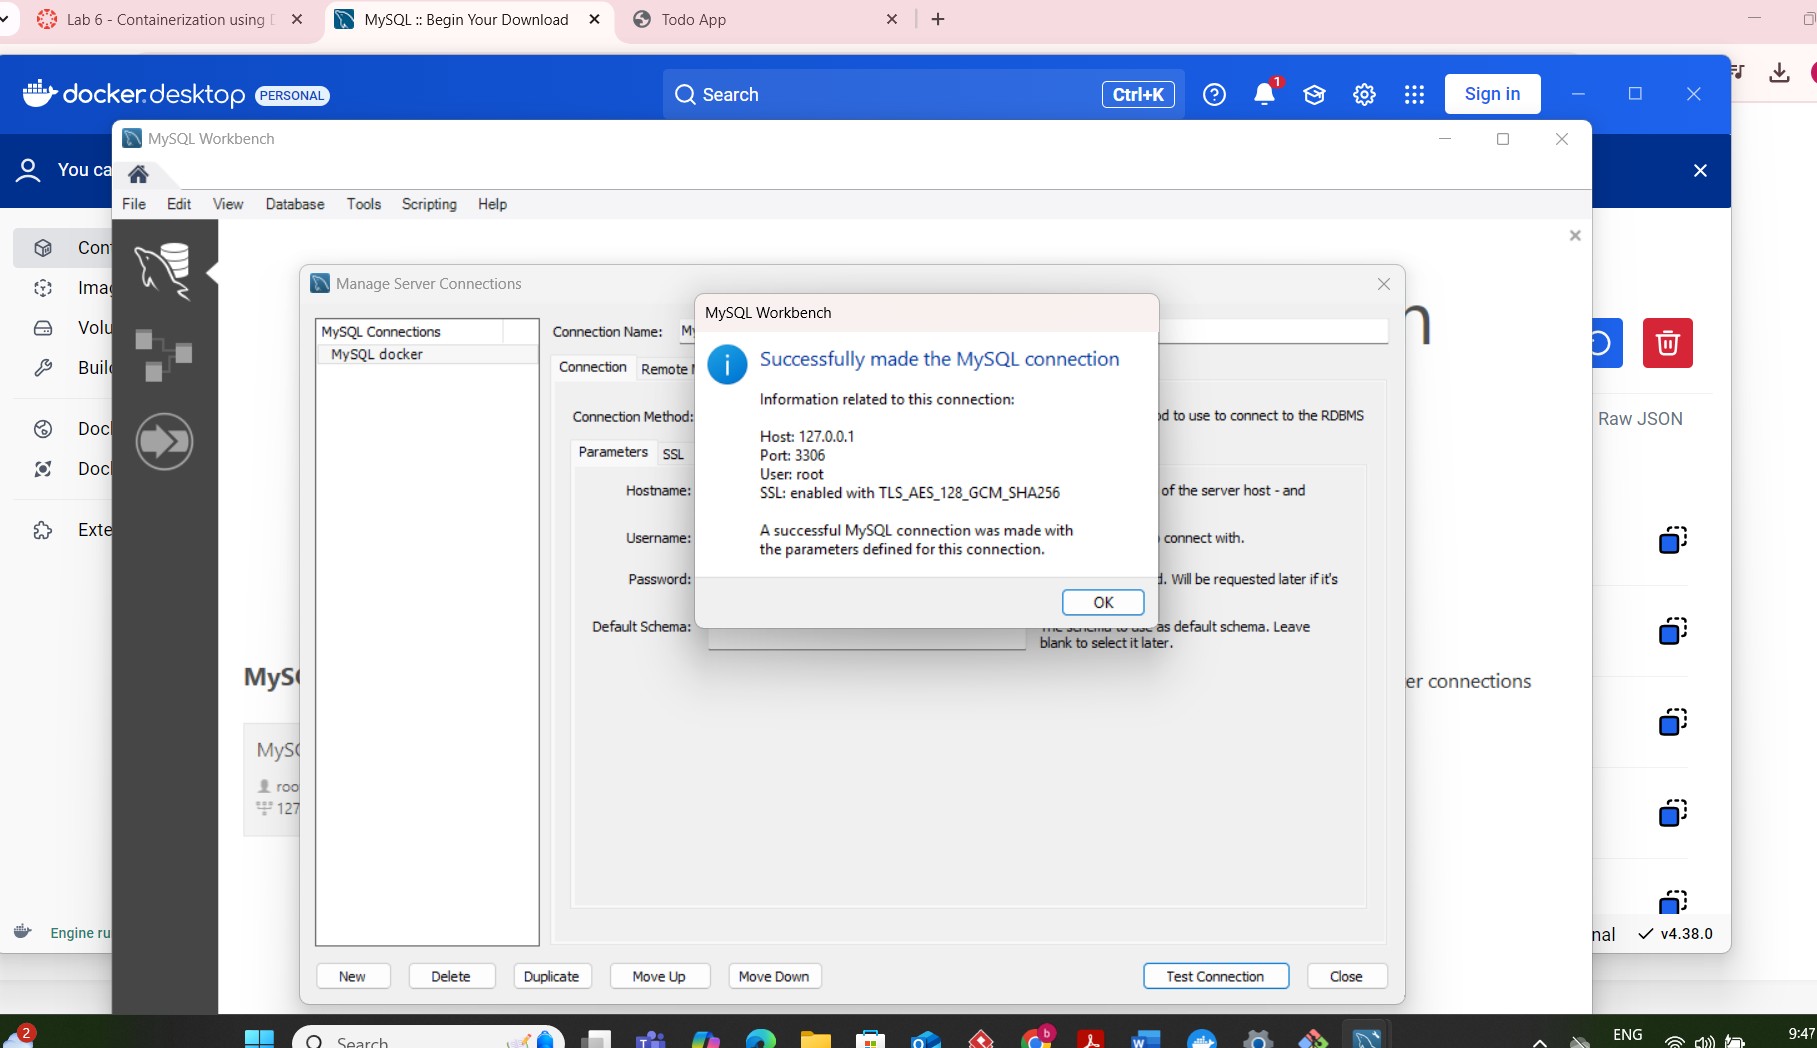 Lab 6 - Containerization using
MySQL :: Begin Your Download
Todo App
docker.desktop PERSONAL
Search
Ctrl+K
1
Sign in
You ca
MySQL Workbench
File Edit View Database Tools Scripting Help
Con
Imag
Volu
Build
Doc
Doc
Exte
Manage Server Connections
MySQL Connections
MySQL docker
Connection Name: My
Connection Remote M
Connection Method:
od to use to connect to the RDBMS
Parameters SSL
Hostname:
of the server host - and
Username:
connect with.
Password:
d. Will be requested later if it's
Default Schema:
The schema to use as default schema. Leave
blank to select it later.
MySQL Workbench
Successfully made the MySQL connection
Information related to this connection:
Host: 127.0.0.1
Port: 3306
User: root
SSL: enabled with TLS_AES_128_GCM_SHA256
A successful MySQL connection was made with
the parameters defined for this connection.
OK
n
Raw JSON
MySQ
er connections
MySQ
roo
127
New Delete Duplicate Move Up Move Down Test Connection Close
Engine ru
nal v4.38.0
2
Search
b
ENG
9:47